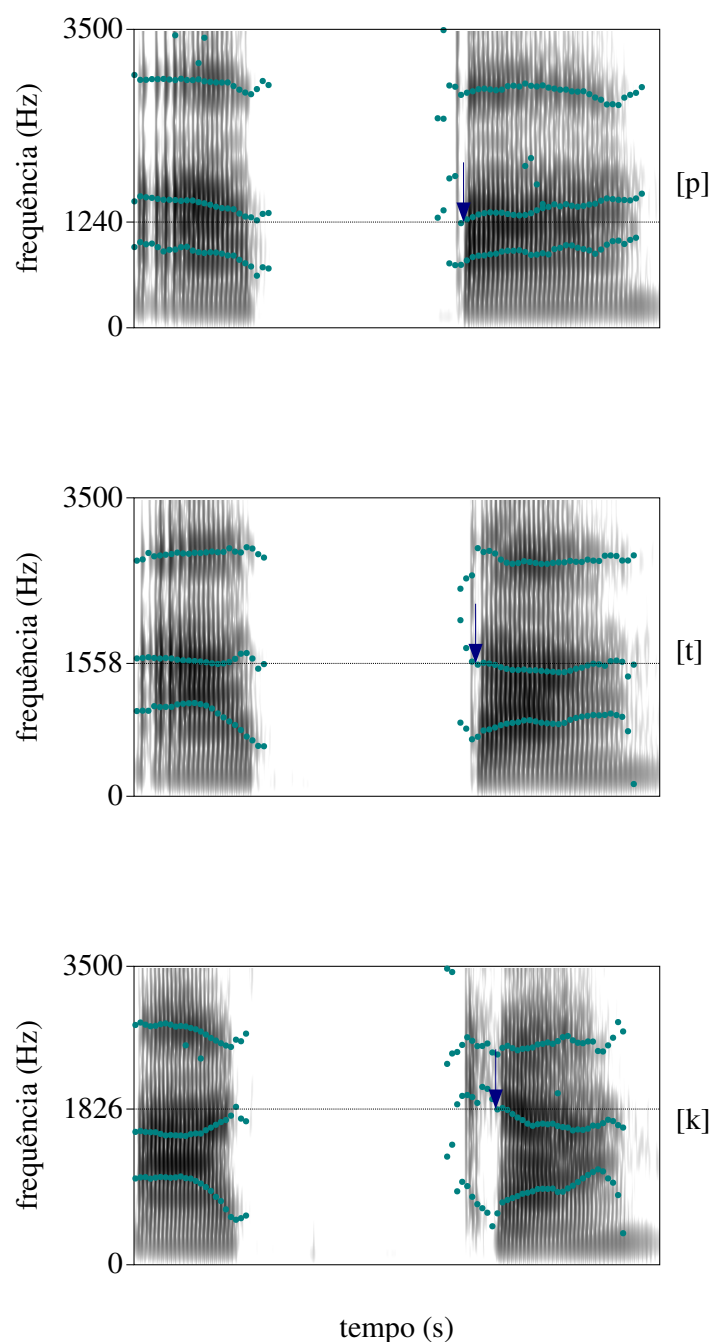 3500
frequência (Hz)
1240
0
[p]
3500
frequência (Hz)
1558
0
[t]
3500
frequência (Hz)
1826
0
[k]
tempo (s)